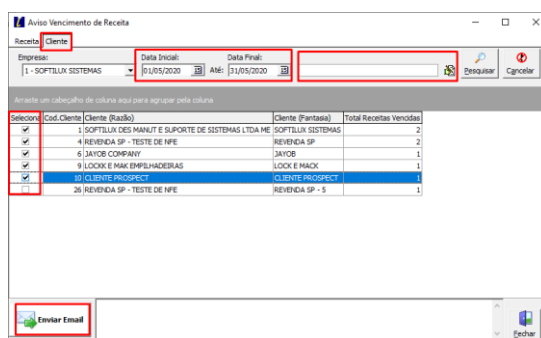 Aviso Vencimento de Receita
Receita Cliente
Empresa: Data Inicial: Data Final:
1 - SOFTILUX SISTEMAS 01/05/2020 Até: 31/05/2020 Pesquisar Cancelar
Arraste um cabeçalho de coluna aqui para agrupar pela coluna
Seleciona Cod.Cliente Cliente (Razão) Cliente (Fantasia) Total Receitas Vencidas
1 SOFTILUX DES MANUT E SUPORTE DE SISTEMAS LTDA ME SOFTILUX SISTEMAS 2
4 REVENDA SP - TESTE DE NFE REVENDA SP 2
6 JAYOB COMPANY JAYOB 1
9 LOCKK E MAK EMPILHADEIRAS LOCK E MACK 1
10 CLIENTE PROSPECT CLIENTE PROSPECT 1
26 REVENDA SP - TESTE DE NFE REVENDA SP - S 1
Enviar Email
Fechar